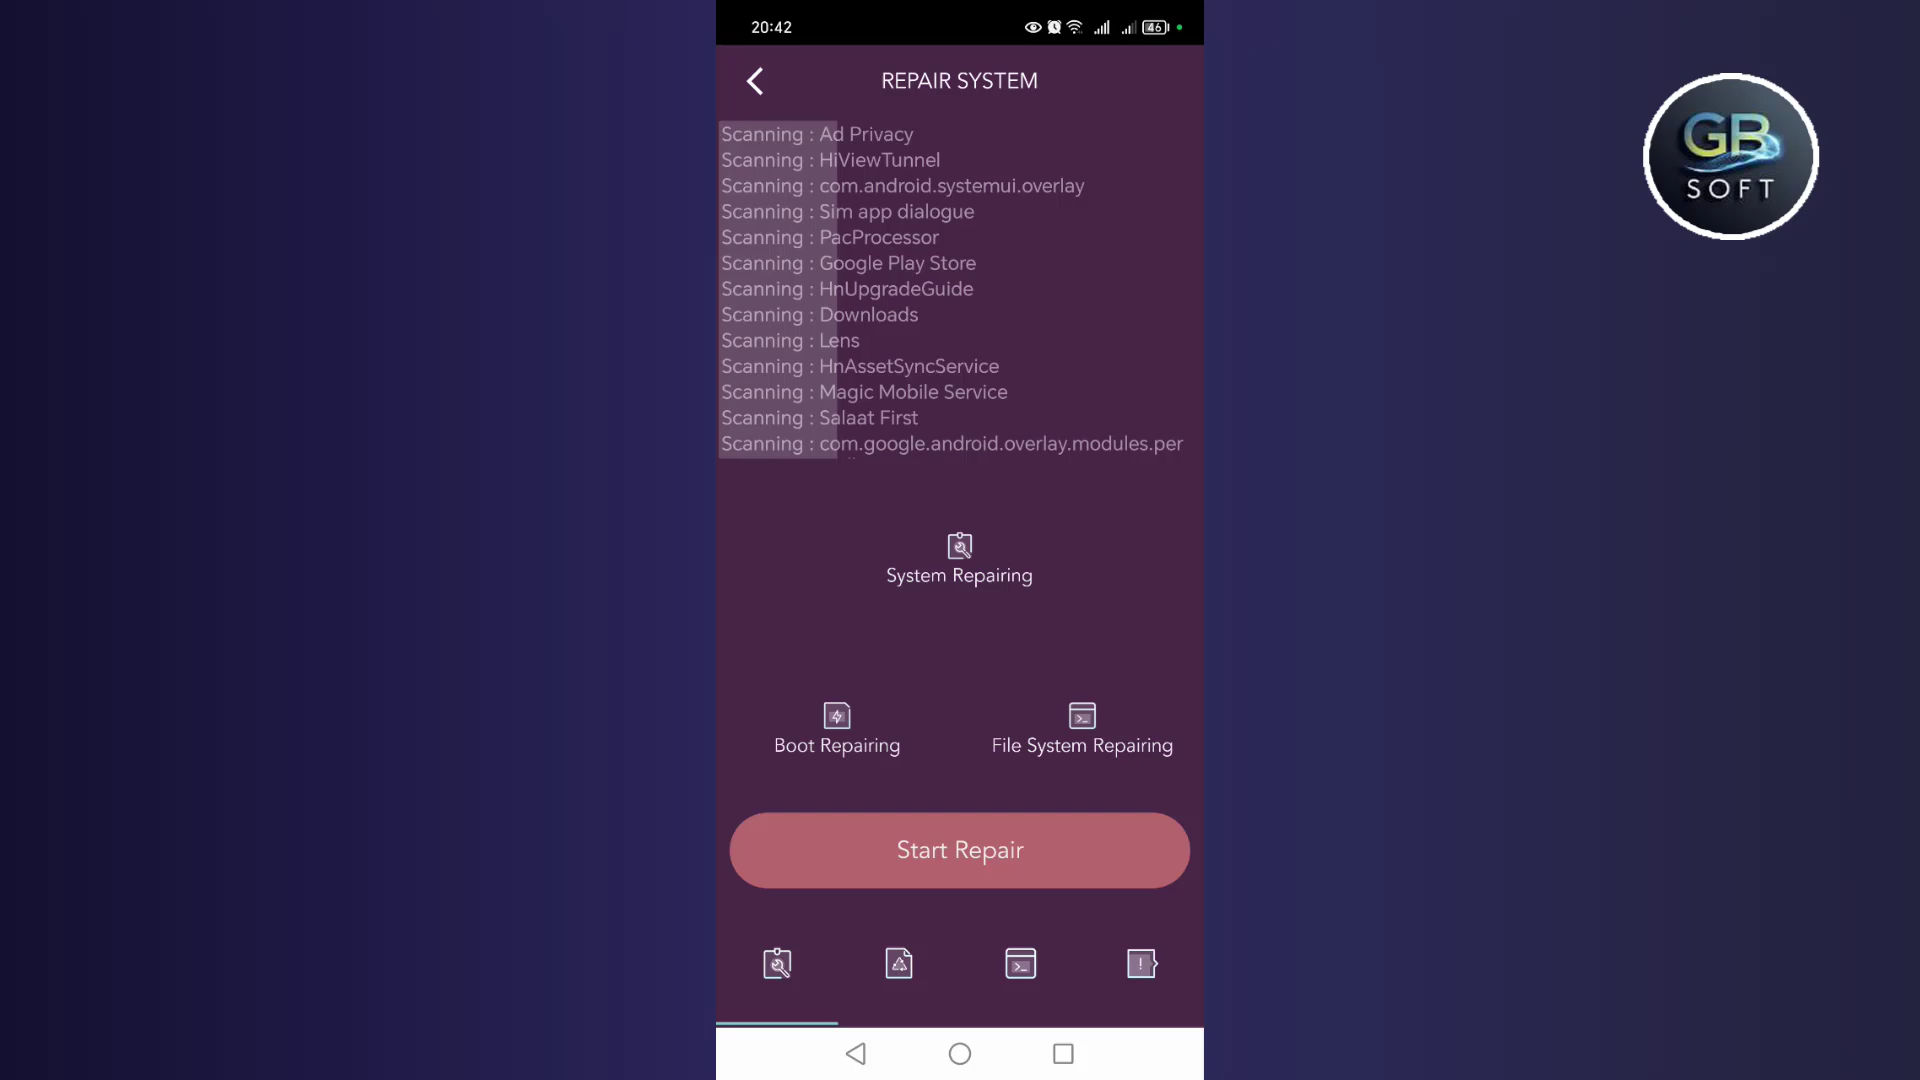 20:42
46
REPAIR SYSTEM
GB
SOFT
Scanning : Ad Privacy
Scanning : HiViewTunnel
Scanning : com.android.systemui.overlay
Scanning : Sim app dialogue
Scanning : PacProcessor
Scanning : Google Play Store
Scanning : HnUpgradeGuide
Scanning : Downloads
Scanning : Lens
Scanning : HnAssetSyncService
Scanning : Magic Mobile Service
Scanning : Salaat First
Scanning : com.google.android.overlay.modules.per
System Repairing
Boot Repairing
File System Repairing
Start Repair